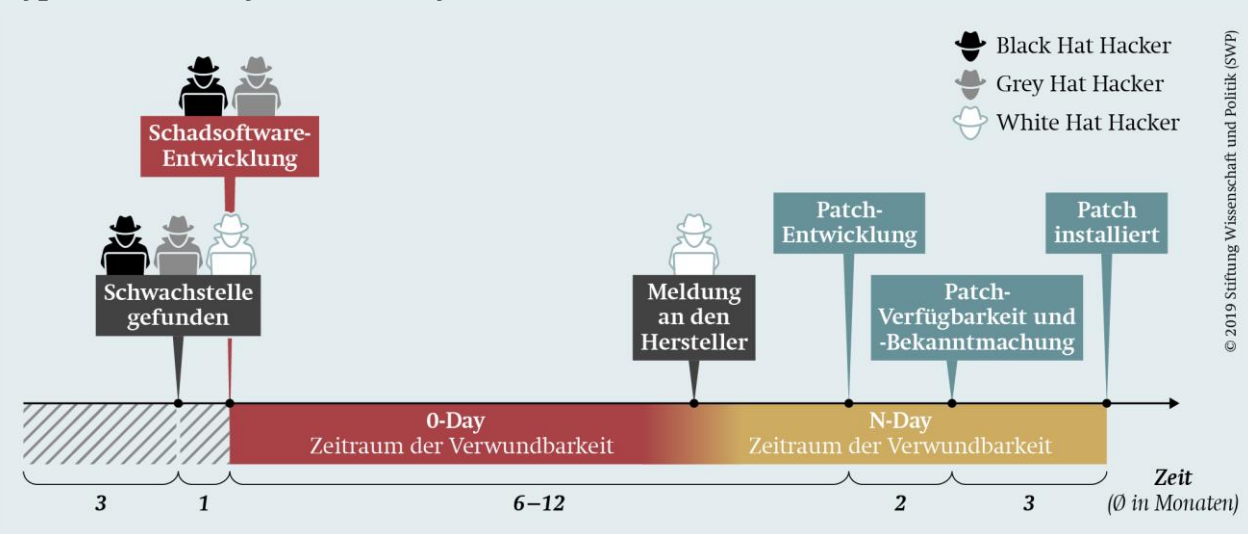 Black Hat Hacker
Grey Hat Hacker
White Hat Hacker
© 2019 Stiftung Wissenschaft und Politik (SWP)
Schadsoftware-
Entwicklung
Schwachstelle
gefunden
Meldung
an den
Hersteller
Patch-
Entwicklung
Patch-
Verfügbarkeit und
-Bekanntmachung
Patch
installiert
0-Day
Zeitraum der Verwundbarkeit
N-Day
Zeitraum der Verwundbarkeit
3
1
6–12
2
3
Zeit
(Ø in Monaten)